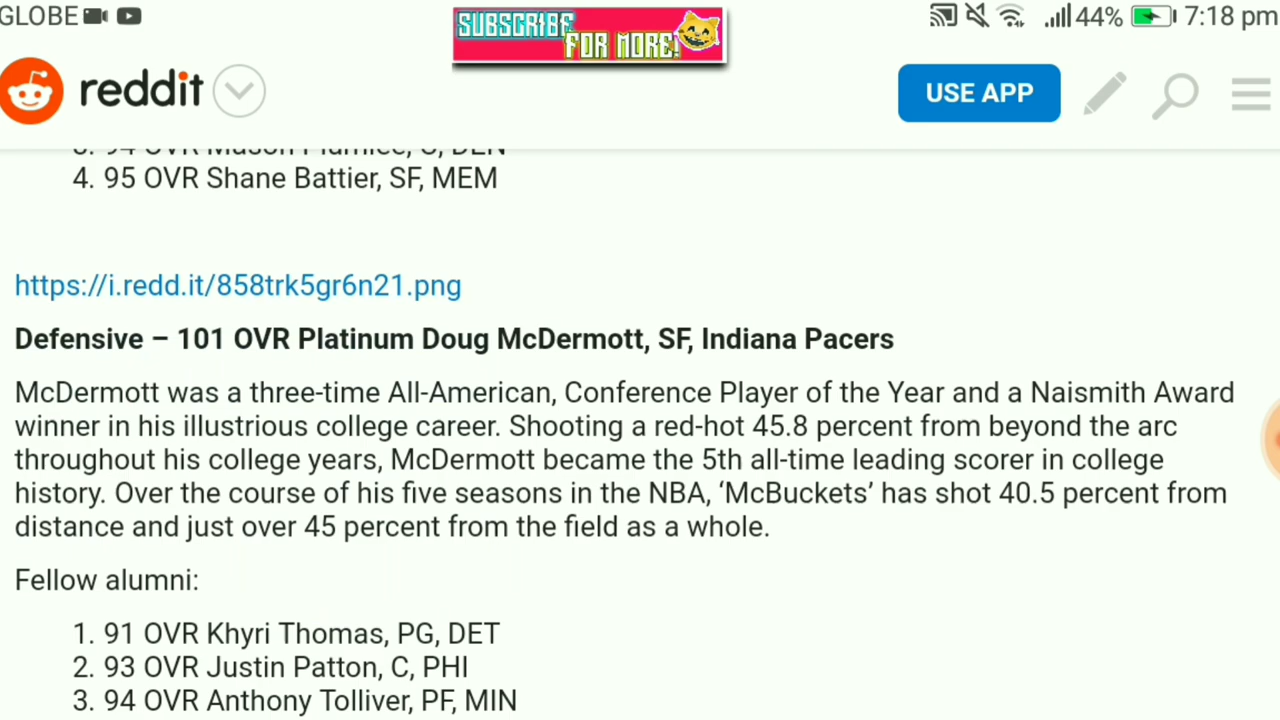 GLOBE
SUBSCRIBE
FOR MORE!
44% 7:18 pm
reddit
USE APP
3. 94 OVR Mason Plumlee, C, DEN
4. 95 OVR Shane Battier, SF, MEM
https://i.redd.it/858trk5gr6n21.png
Defensive – 101 OVR Platinum Doug McDermott, SF, Indiana Pacers
McDermott was a three-time All-American, Conference Player of the Year and a Naismith Award
winner in his illustrious college career. Shooting a red-hot 45.8 percent from beyond the arc
throughout his college years, McDermott became the 5th all-time leading scorer in college
history. Over the course of his five seasons in the NBA, ‘McBuckets’ has shot 40.5 percent from
distance and just over 45 percent from the field as a whole.
Fellow alumni:
1. 91 OVR Khyri Thomas, PG, DET
2. 93 OVR Justin Patton, C, PHI
3. 94 OVR Anthony Tolliver, PF, MIN